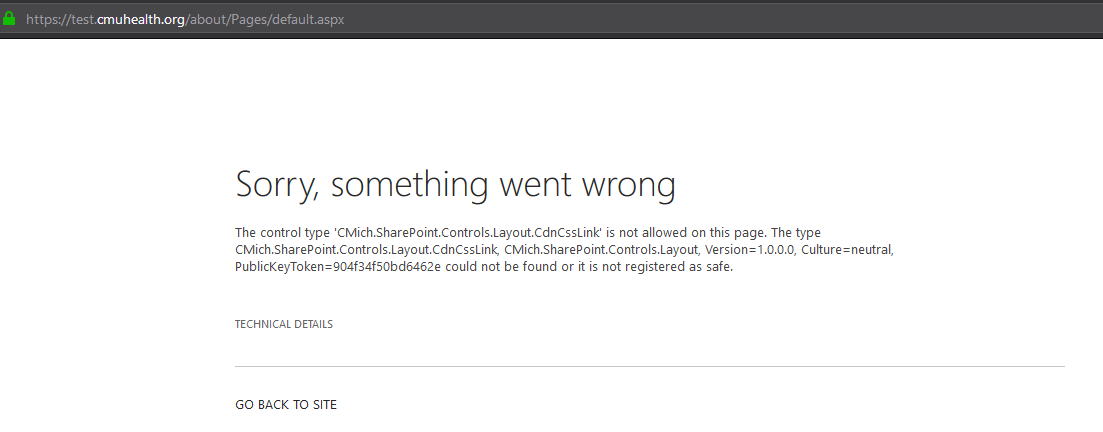 https://test.cmuhealth.org/about/Pages/default.aspx
Sorry, something went wrong
The control type 'CMich.SharePoint.Controls.Layout.CdnCssLink' is not allowed on this page. The type
CMich.SharePoint.Controls.Layout.CdnCssLink, CMich.SharePoint.Controls.Layout, Version=1.0.0.0, Culture=neutral,
PublicKeyToken=904f34f50bd6462e could not be found or it is not registered as safe.
TECHNICAL DETAILS
GO BACK TO SITE